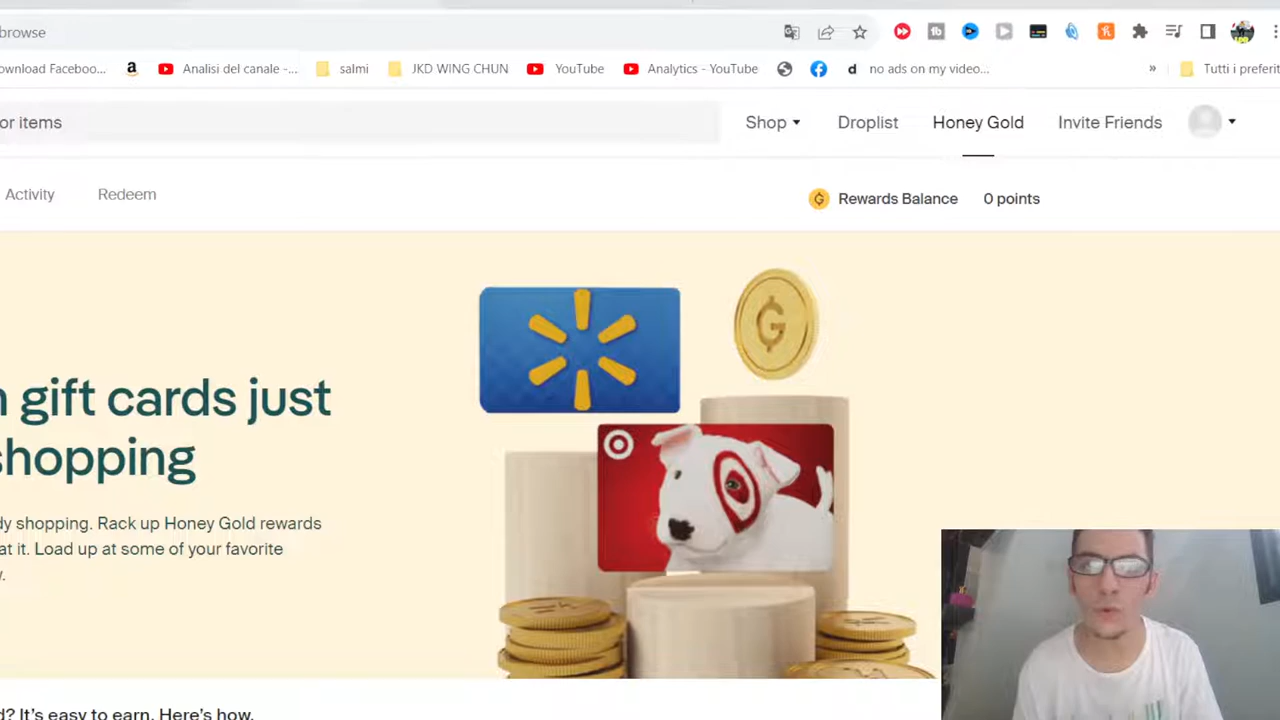 browse
ownload Faceboo...
a
Analisi del canale -...
salmi
JKD WING CHUN
YouTube
Analytics - YouTube
d
no ads on my video...
»
Tutti i preferit
or items
Shop
Droplist
Honey Gold
Invite Friends
Activity
Redeem
Rewards Balance
0 points
gift cards just
shopping
dy shopping. Rack up Honey Gold rewards
at it. Load up at some of your favorite
d? It's easy to earn. Here's how.